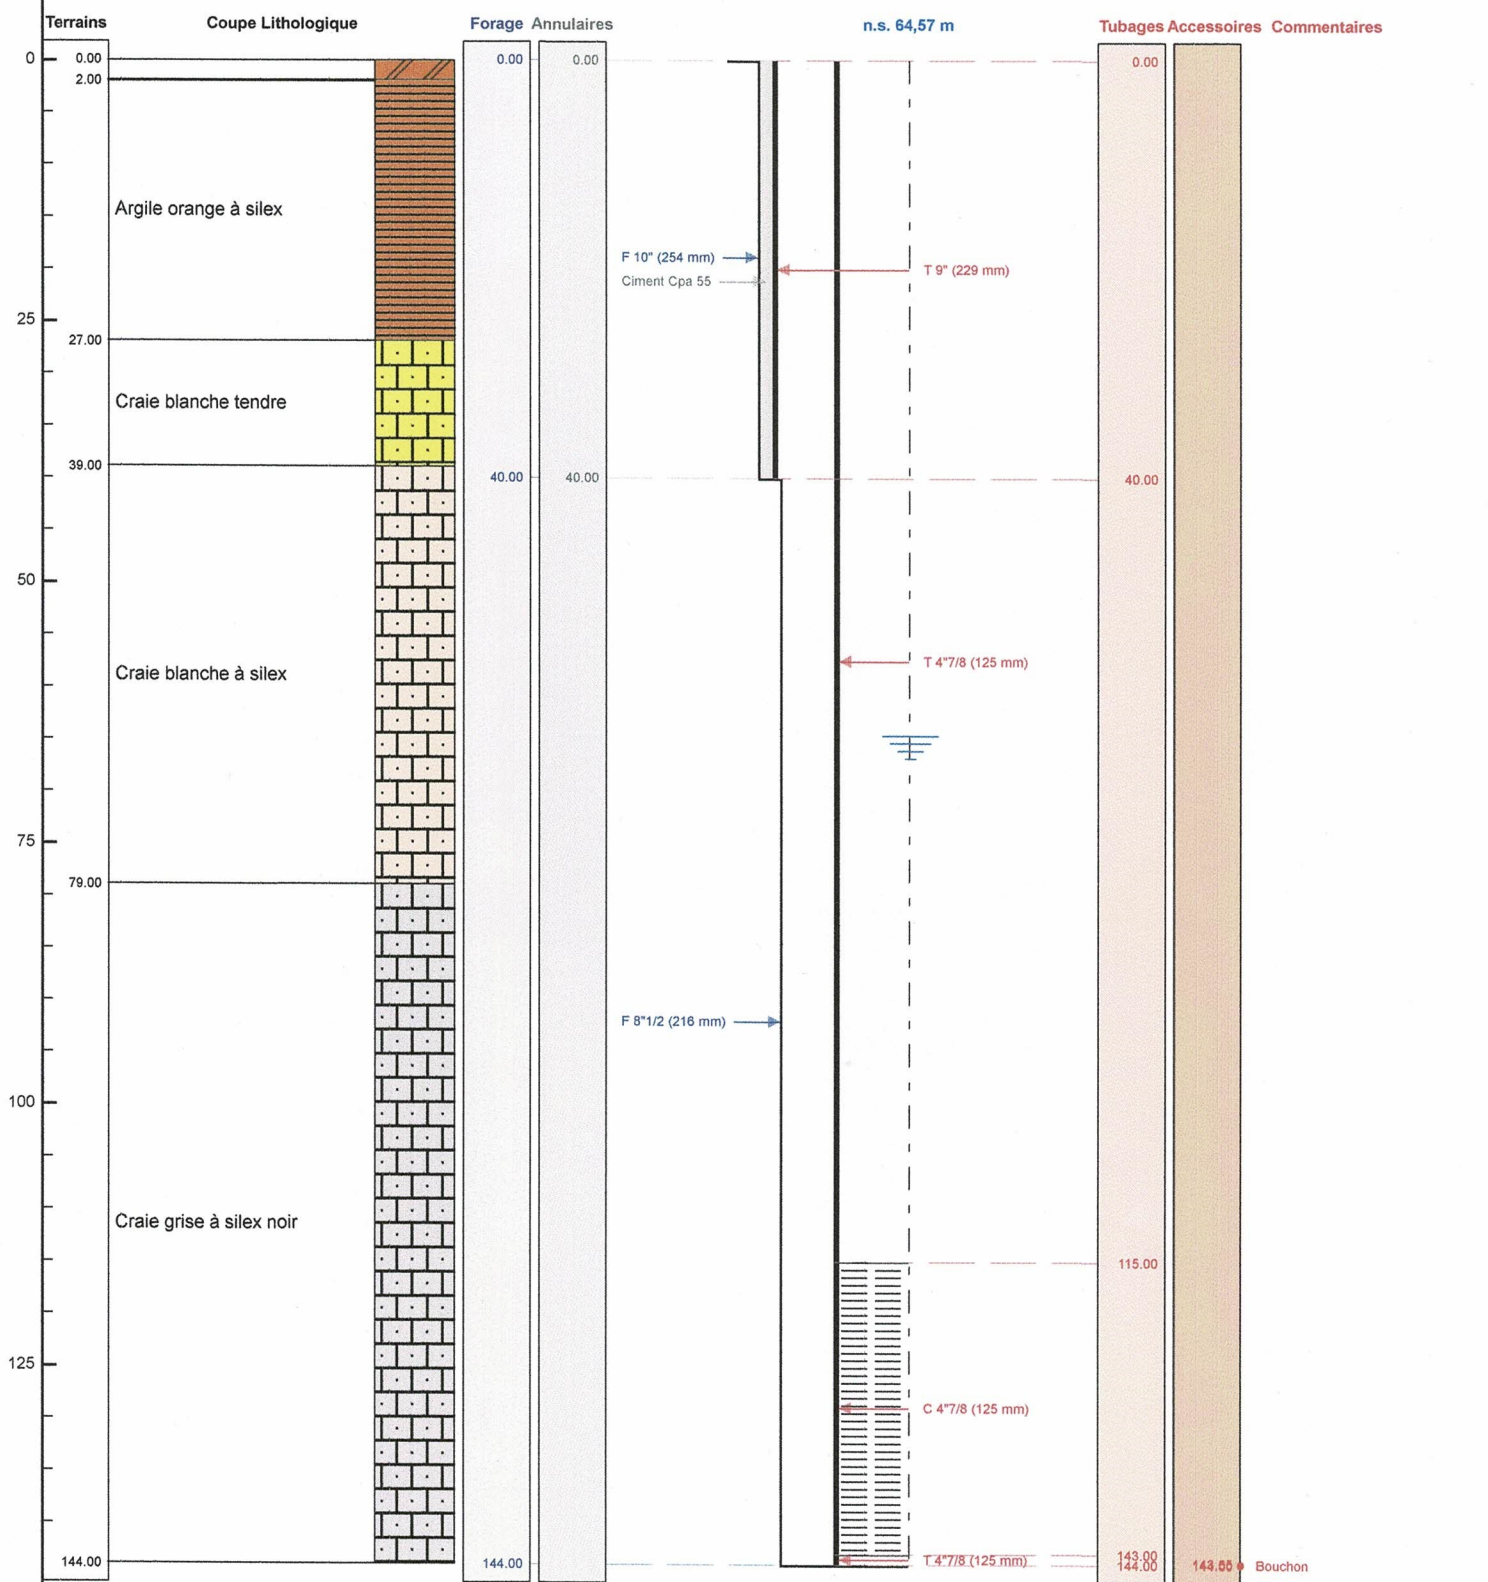 Terrains Coupe Lithologique Forage Annulaires n.s. 64,57 m Tubages Accessoires Commentaires
0 0.00 0.00 0.00 0.00
2.00
Argile orange à silex
F 10" (254 mm) T 9" (229 mm)
Ciment Cpa 55
25
27.00
Craie blanche tendre
39.00
40.00 40.00 40.00
50
T 4"7/8 (125 mm)
Craie blanche à silex
75
79.00
F 8"1/2 (216 mm)
100
Craie grise à silex noir
115.00
125
C 4"7/8 (125 mm)
143.00
144.00 144.00 T 4"7/8 (125 mm) 144.00 Bouchon